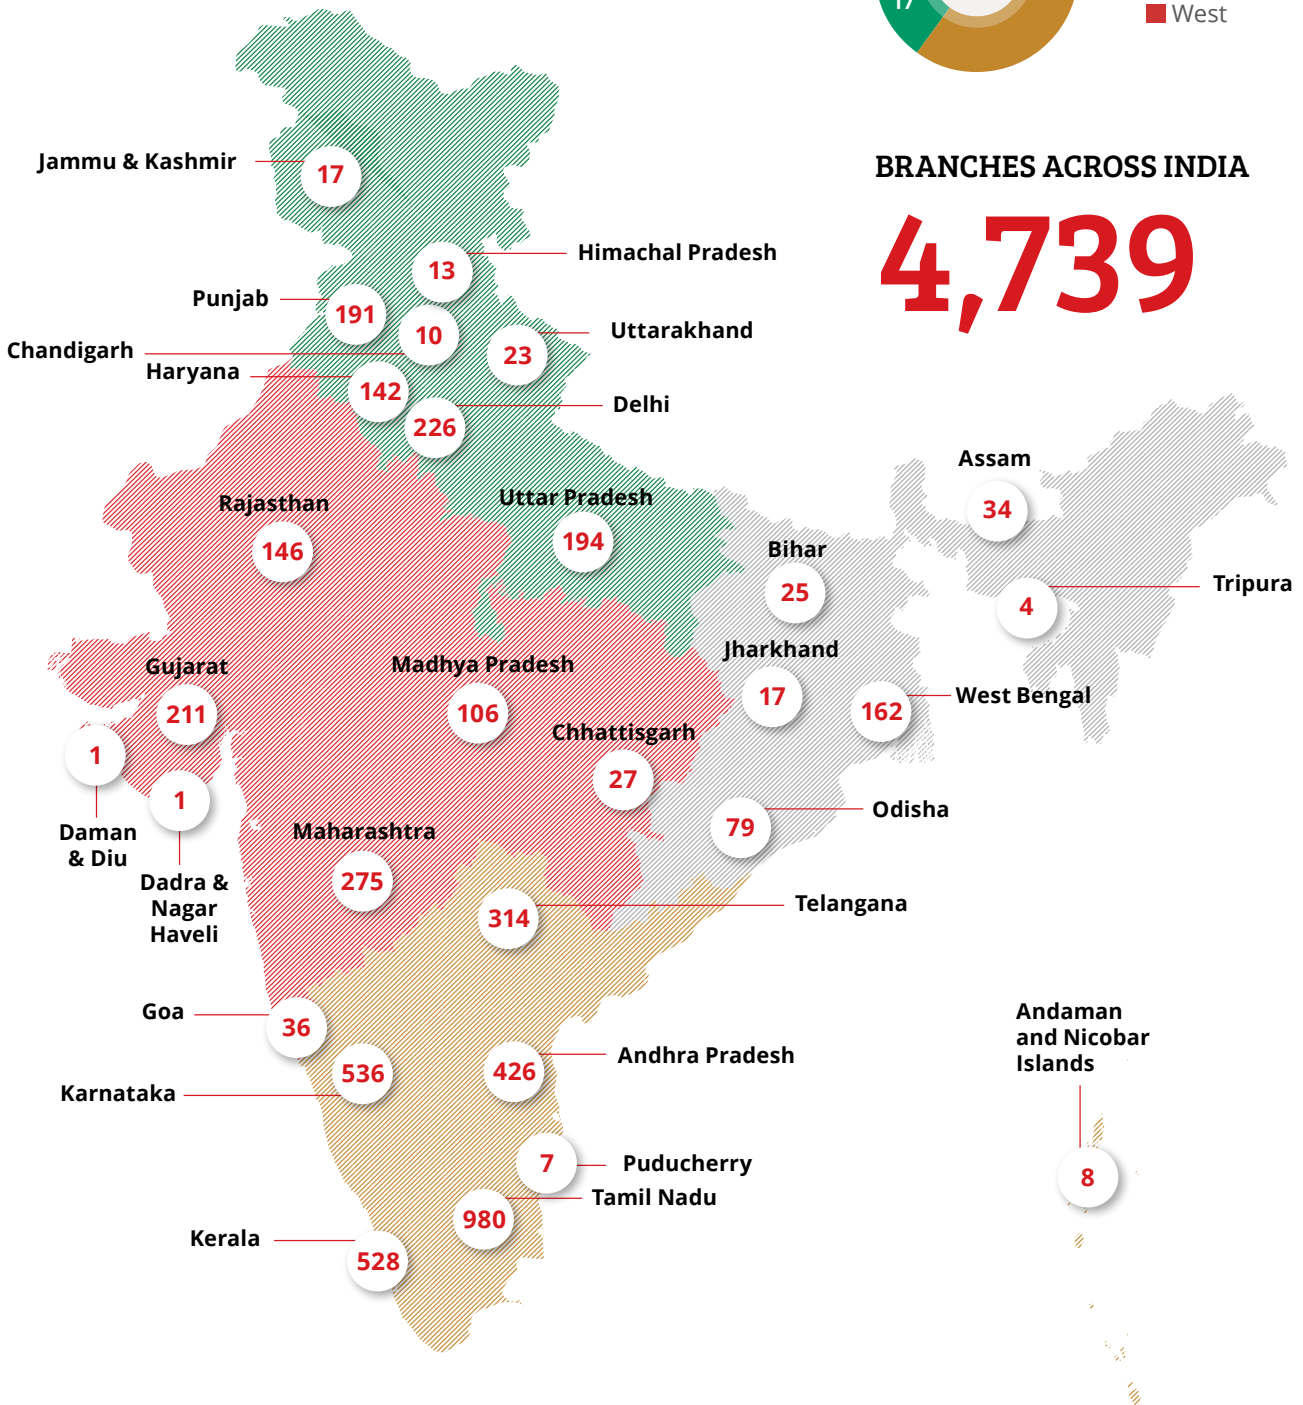 17
West
BRANCHES ACROSS INDIA
4,739
Jammu & Kashmir
17
Himachal Pradesh
13
Punjab
191
Chandigarh
10
Uttarakhand
23
Haryana
142
Delhi
226
Rajasthan
146
Uttar Pradesh
194
Assam
34
Bihar
25
Tripura
4
Jharkhand
17
West Bengal
162
Gujarat
211
Madhya Pradesh
106
Chhattisgarh
27
1
Daman
& Diu
1
Dadra &
Nagar
Haveli
Odisha
79
Maharashtra
275
Telangana
314
Goa
36
Karnataka
536
Andhra Pradesh
426
Andaman
and Nicobar
Islands
8
7
Puducherry
Tamil Nadu
980
Kerala
528